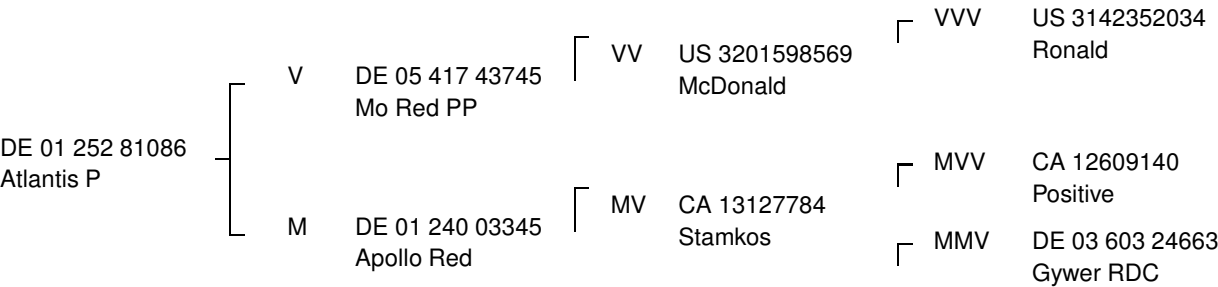 DE 01 252 81086
Atlantis P
V DE 05 417 43745
Mo Red PP
M DE 01 240 03345
Apollo Red
VV US 3201598569
McDonald
MV CA 13127784
Stamkos
VVV US 3142352034
Ronald
MVV CA 12609140
Positive
MMV DE 03 603 24663
Gywer RDC